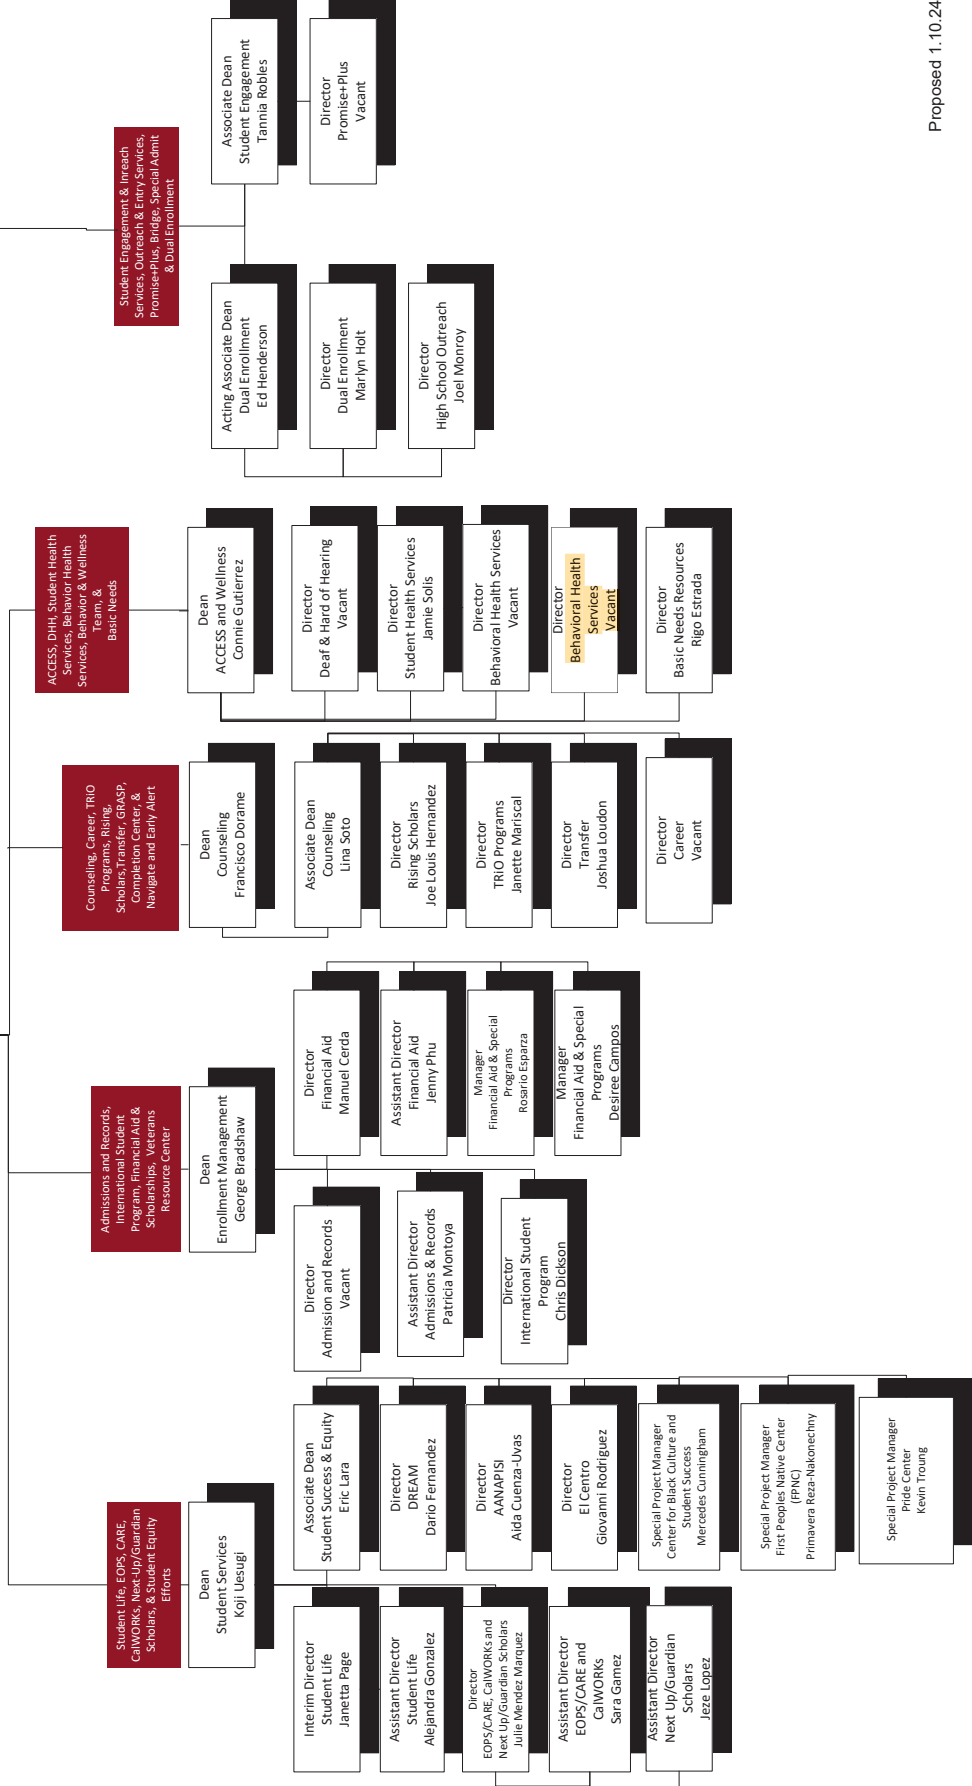 Student Life, EOPS, CARE,
CalWORKs, Next-Up/Guardian
Scholars, & Student Equity
Efforts
Dean
Student Services
Koji Uesugi
Interim Director
Student Life
Janetta Page
Assistant Director
Student Life
Alejandra Gonzalez
Director
EOPS/CARE, CalWORKs and
Next Up/Guardian Scholars
Julie Mendez Marquez
Assistant Director
EOPS/CARE and
CalWORKs
Sara Gamez
Assistant Director
Next Up/Guardian
Scholars
Jeze Lopez
Associate Dean
Student Success & Equity
Eric Lara
Director
DREAM
Dario Fernandez
Director
AANAPISI
Aida Cuenza-Uvas
Director
El Centro
Giovanni Rodriguez
Special Project Manager
Center for Black Culture and
Student Success
Mercedes Cunningham
Special Project Manager
First Peoples Native Center
(FPNC)
Primavera Reza-Nakonechny
Special Project Manager
Pride Center
Kevin Troung
Admissions and Records,
International Student
Program, Financial Aid &
Scholarships, Veterans
Resource Center
Dean
Enrollment Management
George Bradshaw
Director
Admission and Records
Vacant
Assistant Director
Admissions & Records
Patricia Montoya
Director
International Student
Program
Chris Dickson
Director
Financial Aid
Manuel Cerda
Assistant Director
Financial Aid
Jenny Phu
Manager
Financial Aid & Special
Programs
Rosario Esparza
Manager
Financial Aid & Special
Programs
Desiree Campos
Counseling, Career, TRiO
Programs, Rising,
Scholars,Transfer, GRASP,
Completion Center, &
Navigate and Early Alert
Dean
Counseling
Francisco Dorame
Associate Dean
Counseling
Lina Soto
Director
Rising Scholars
Joe Louis Hernandez
Director
TRiO Programs
Janette Mariscal
Director
Transfer
Joshua Loudon
Director
Career
Vacant
ACCESS, DHH, Student Health
Services, Behavior Health
Services, Behavior & Wellness
Team, &
Basic Needs
Dean
ACCESS and Wellness
Connie Gutierrez
Director
Deaf & Hard of Hearing
Vacant
Director
Student Health Services
Jamie Solis
Director
Behavioral Health Services
Vacant
Director
Behavioral Health
Services
Vacant
Director
Basic Needs Resources
Rigo Estrada
Student Engagement & Inreach
Services, Outreach & Entry Services,
Promise+Plus, Bridge, Special Admit
& Dual Enrollment
Acting Associate Dean
Dual Enrollment
Ed Henderson
Director
Dual Enrollment
Marlyn Holt
Director
High School Outreach
Joel Monroy
Associate Dean
Student Engagement
Tannia Robles
Director
Promise+Plus
Vacant
Proposed 1.10.24